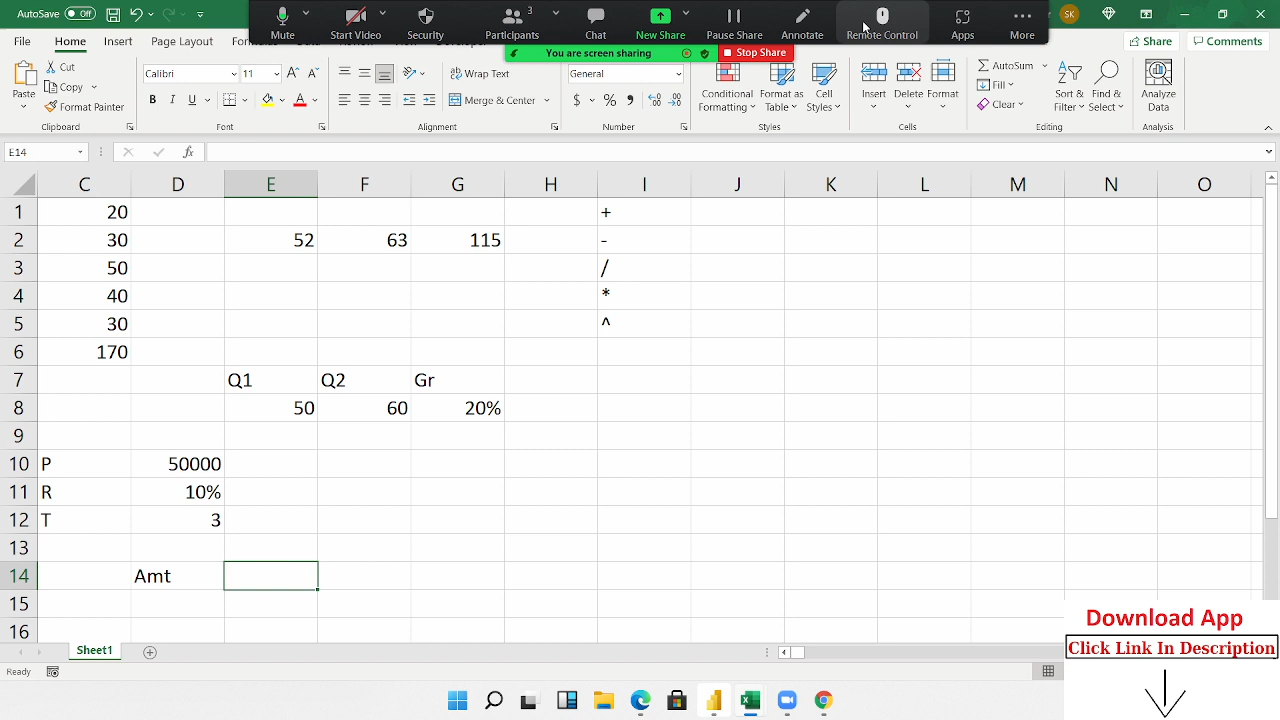 AutoSave Off
Mute
Start Video
Security
Participants
3
Chat
New Share
Pause Share
Annotate
Remote Control
Apps
More
SK
You are screen sharing
Stop Share
File
Home
Insert
Page Layout
Share
Comments
Paste
Cut
Copy
Format Painter
Clipboard
Calibri
11
B I U
Font
Wrap Text
Merge & Center
Alignment
General
$ % ,
Number
Conditional Formatting
Format as Table
Cell Styles
Styles
Insert
Delete
Format
Cells
AutoSum
Fill
Clear
Sort & Filter
Find & Select
Editing
Analyze Data
Analysis
E14
fx
C D E F G H I J K L M N O
1 20 +
2 30 52 63 115 -
3 50 /
4 40 *
5 30 ^
6 170
7 Q1 Q2 Gr
8 50 60 20%
9
10 P 50000
11 R 10%
12 T 3
13
14 Amt
15
16
Sheet1
Ready
Download App
Click Link In Description